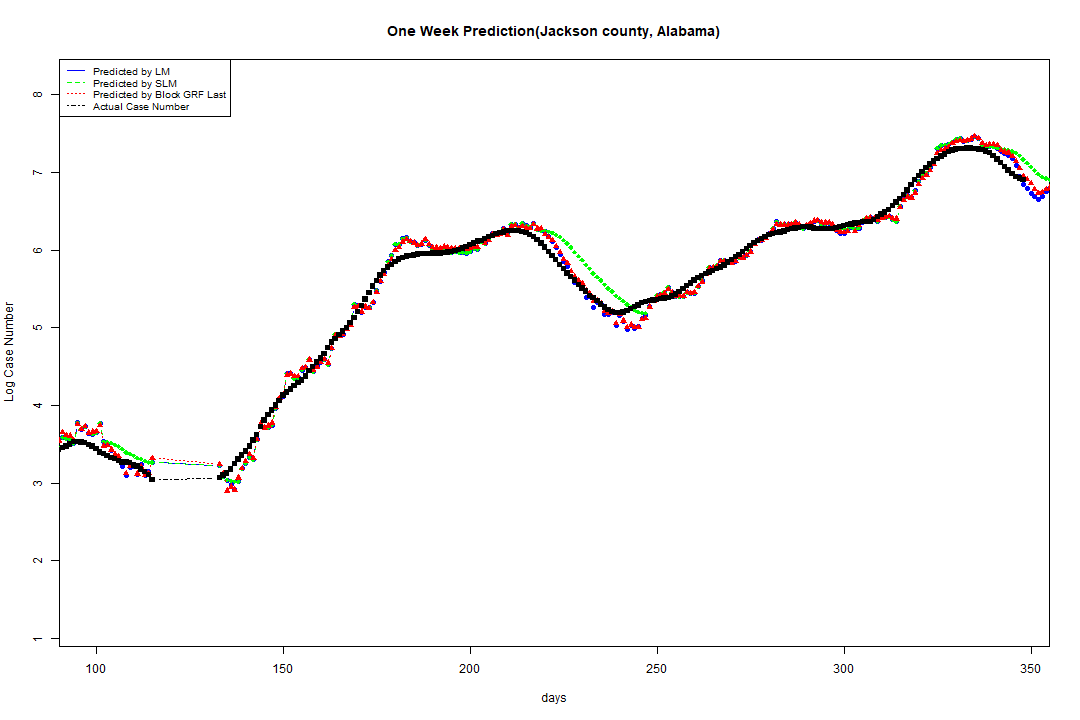 One Week Prediction(Jackson county, Alabama)
Predicted by LM
Predicted by SLM
Predicted by Block GRF Last
Actual Case Number
8
7
6
5
4
3
2
1
Log Case Number
100 150 200 250 300 350
days